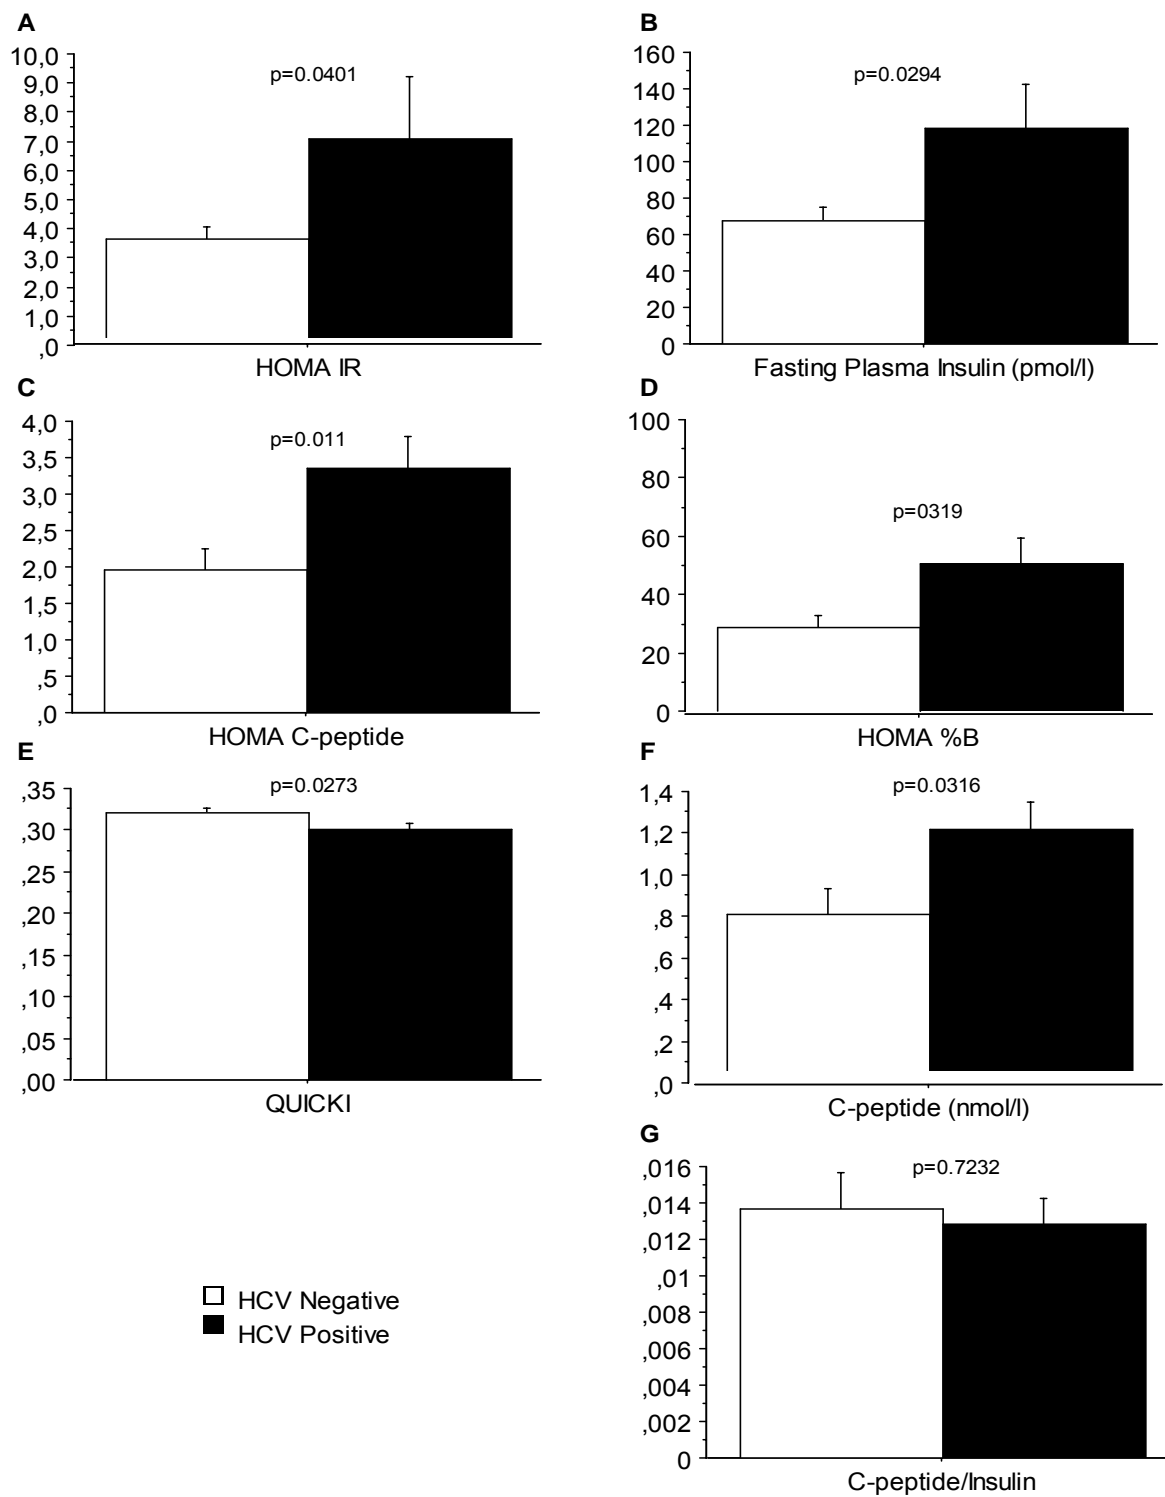 A
10,0
9,0
8,0
7,0
6,0
5,0
4,0
3,0
2,0
1,0
,0
p=0.0401
HOMA IR
B
160
140
120
100
80
60
40
20
0
p=0.0294
Fasting Plasma Insulin (pmol/l)
C
4,0
3,5
3,0
2,5
2,0
1,5
1,0
,5
,0
p=0.011
HOMA C-peptide
D
100
80
60
40
20
0
p=0319
HOMA %B
E
,35
,30
,25
,20
,15
,10
,05
,00
p=0.0273
QUICKI
F
1,4
1,2
1,0
,8
,6
,4
,2
,0
p=0.0316
C-peptide (nmol/l)
G
,016
,014
,012
,01
,008
,006
,004
,002
0
p=0.7232
C-peptide/Insulin
HCV Negative
HCV Positive